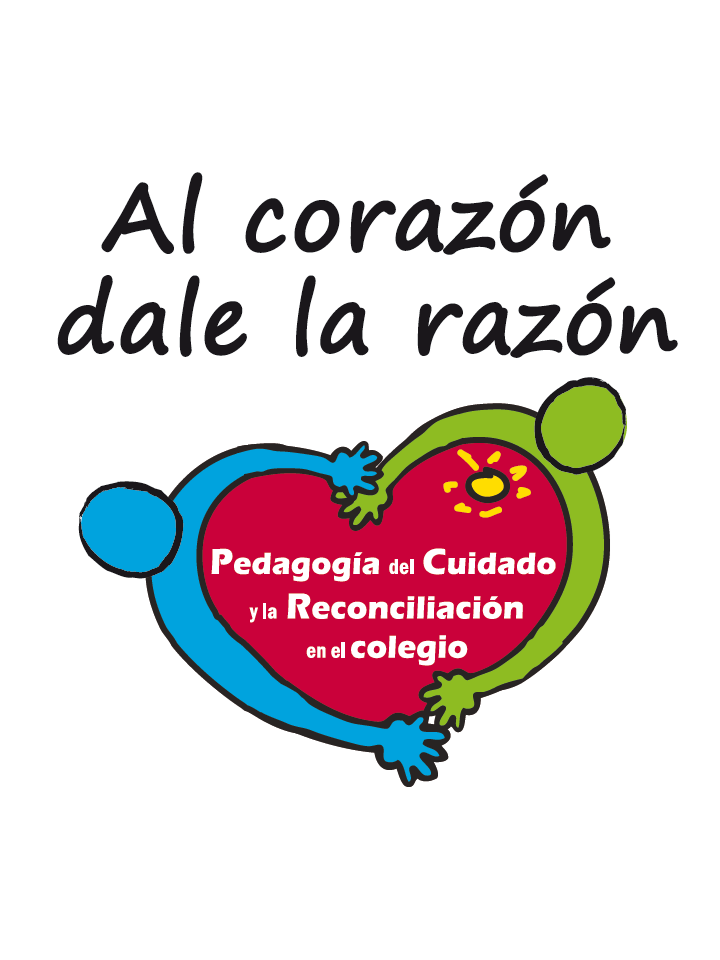 Al corazón
dale la razón
Pedagogía del Cuidado
y la Reconciliación
en el colegio